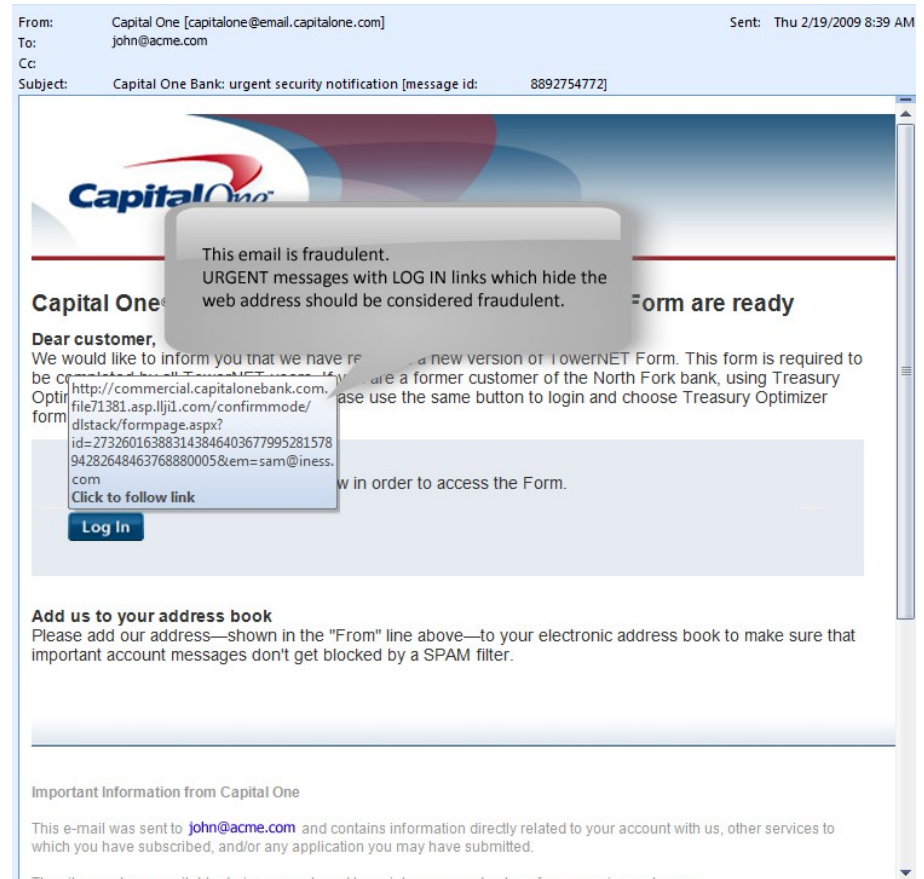 From: Capital One [capitalone@email.capitalone.com] Sent: Thu 2/19/2009 8:39 AM
To: john@acme.com
Cc:
Subject: Capital One Bank: urgent security notification [message id: 8892754772]
CapitalOne
This email is fraudulent.
URGENT messages with LOG IN links which hide the
web address should be considered fraudulent.
Capital One Form are ready
Dear customer,
We would like to inform you that we have a new version of TowerNET Form. This form is required to
be by all TowerNET users. If you are a former customer of the North Fork bank, using Treasury
use the same button to login and choose Treasury Optimizer
form
http://commercial.capitalonebank.com.
file71381.asp.llji1.com/confirmmode/
dlstack/formpage.aspx?
id=27326016388314384640367799528157​8
94282648463768880005&em=sam@iness.
com
Click to follow link
in order to access the Form.
Log In
Add us to your address book
Please add our address—shown in the "From" line above—to your electronic address book to make sure that
important account messages don't get blocked by a SPAM filter.
Important Information from Capital One
This e-mail was sent to john@acme.com and contains information directly related to your account with us, other services to
which you have subscribed, and/or any application you may have submitted.